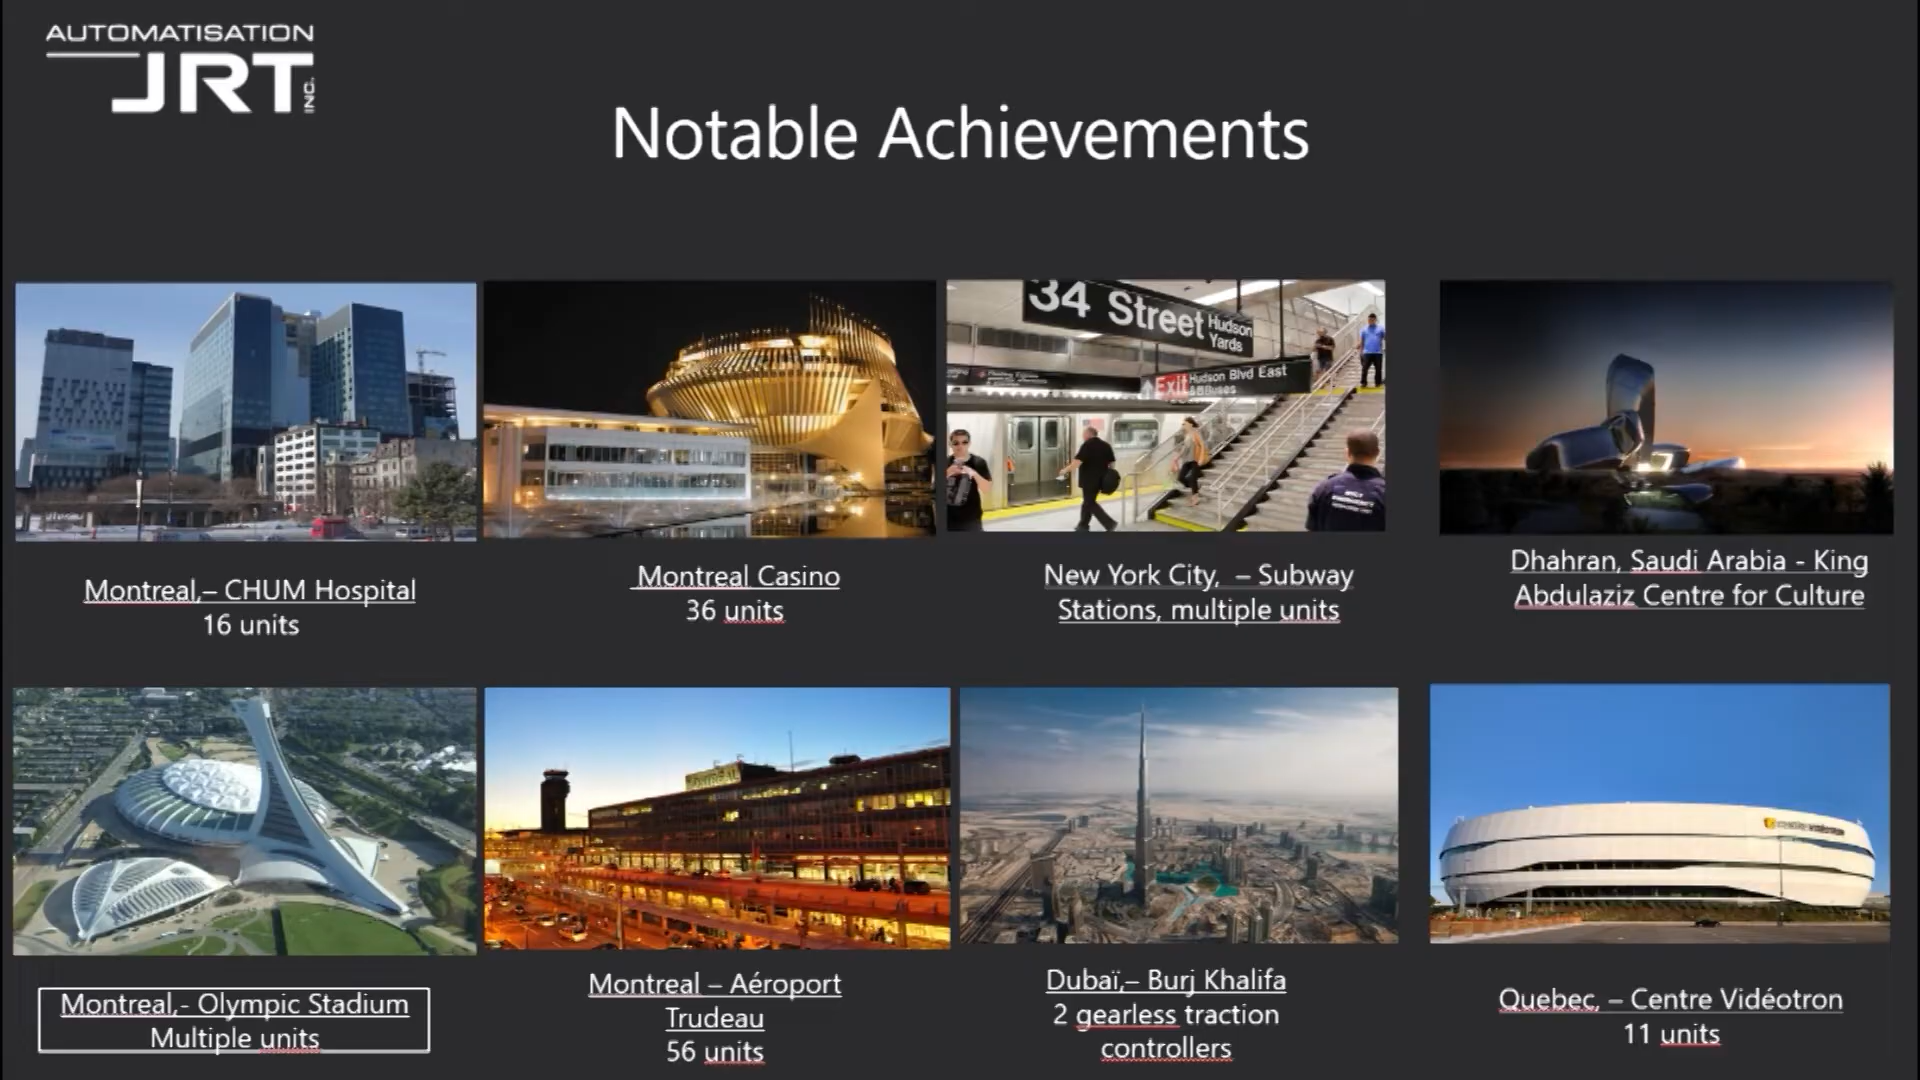 AUTOMATISATION
JRT INC.
Notable Achievements
34 Street Hudson
Yards
Exit Hudson Blvd East
& Buses
Montreal,– CHUM Hospital
16 units
Montreal Casino
36 units
New York City,  – Subway
Stations, multiple units
Dhahran, Saudi Arabia - King
Abdulaziz Centre for Culture
MONTREAL
Montreal,- Olympic Stadium
Multiple units
Montreal – Aéroport
Trudeau
56 units
Dubaï,– Burj Khalifa
2 gearless traction
controllers
Quebec, – Centre Vidéotron
11 units